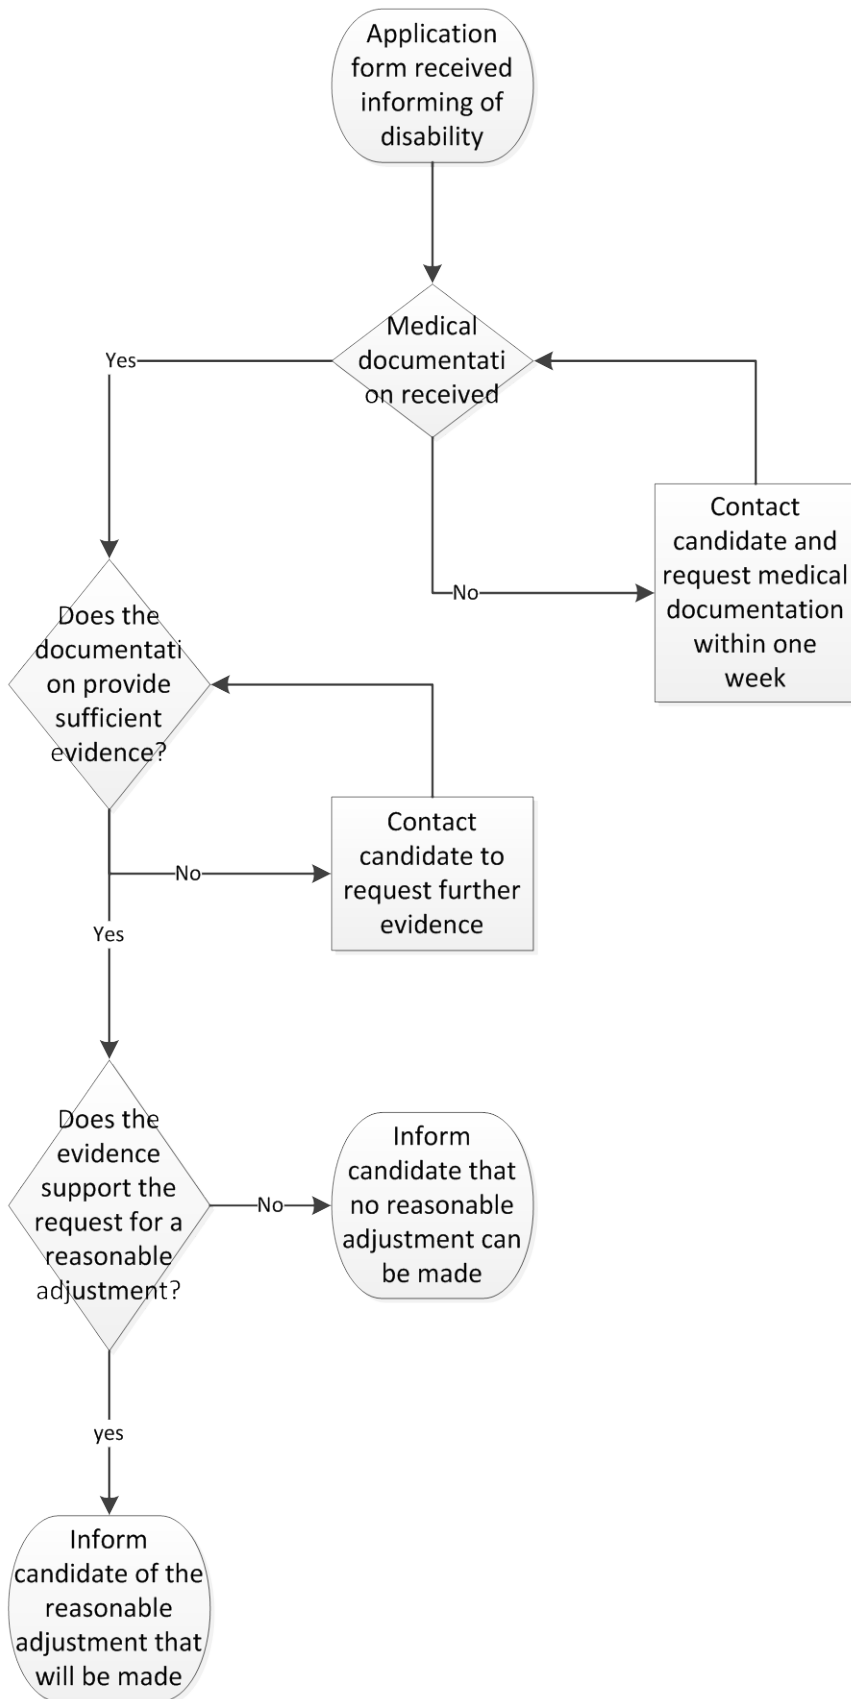 Application
form received
informing of
disability
Medical
documentati
on received
Yes
No
Contact
candidate and
request medical
documentation
within one
week
Does the
documentati
on provide
sufficient
evidence?
No
Contact
candidate to
request further
evidence
Yes
Does the
evidence
support the
request for a
reasonable
adjustment?
No
Inform
candidate that
no reasonable
adjustment can
be made
yes
Inform
candidate of the
reasonable
adjustment that
will be made